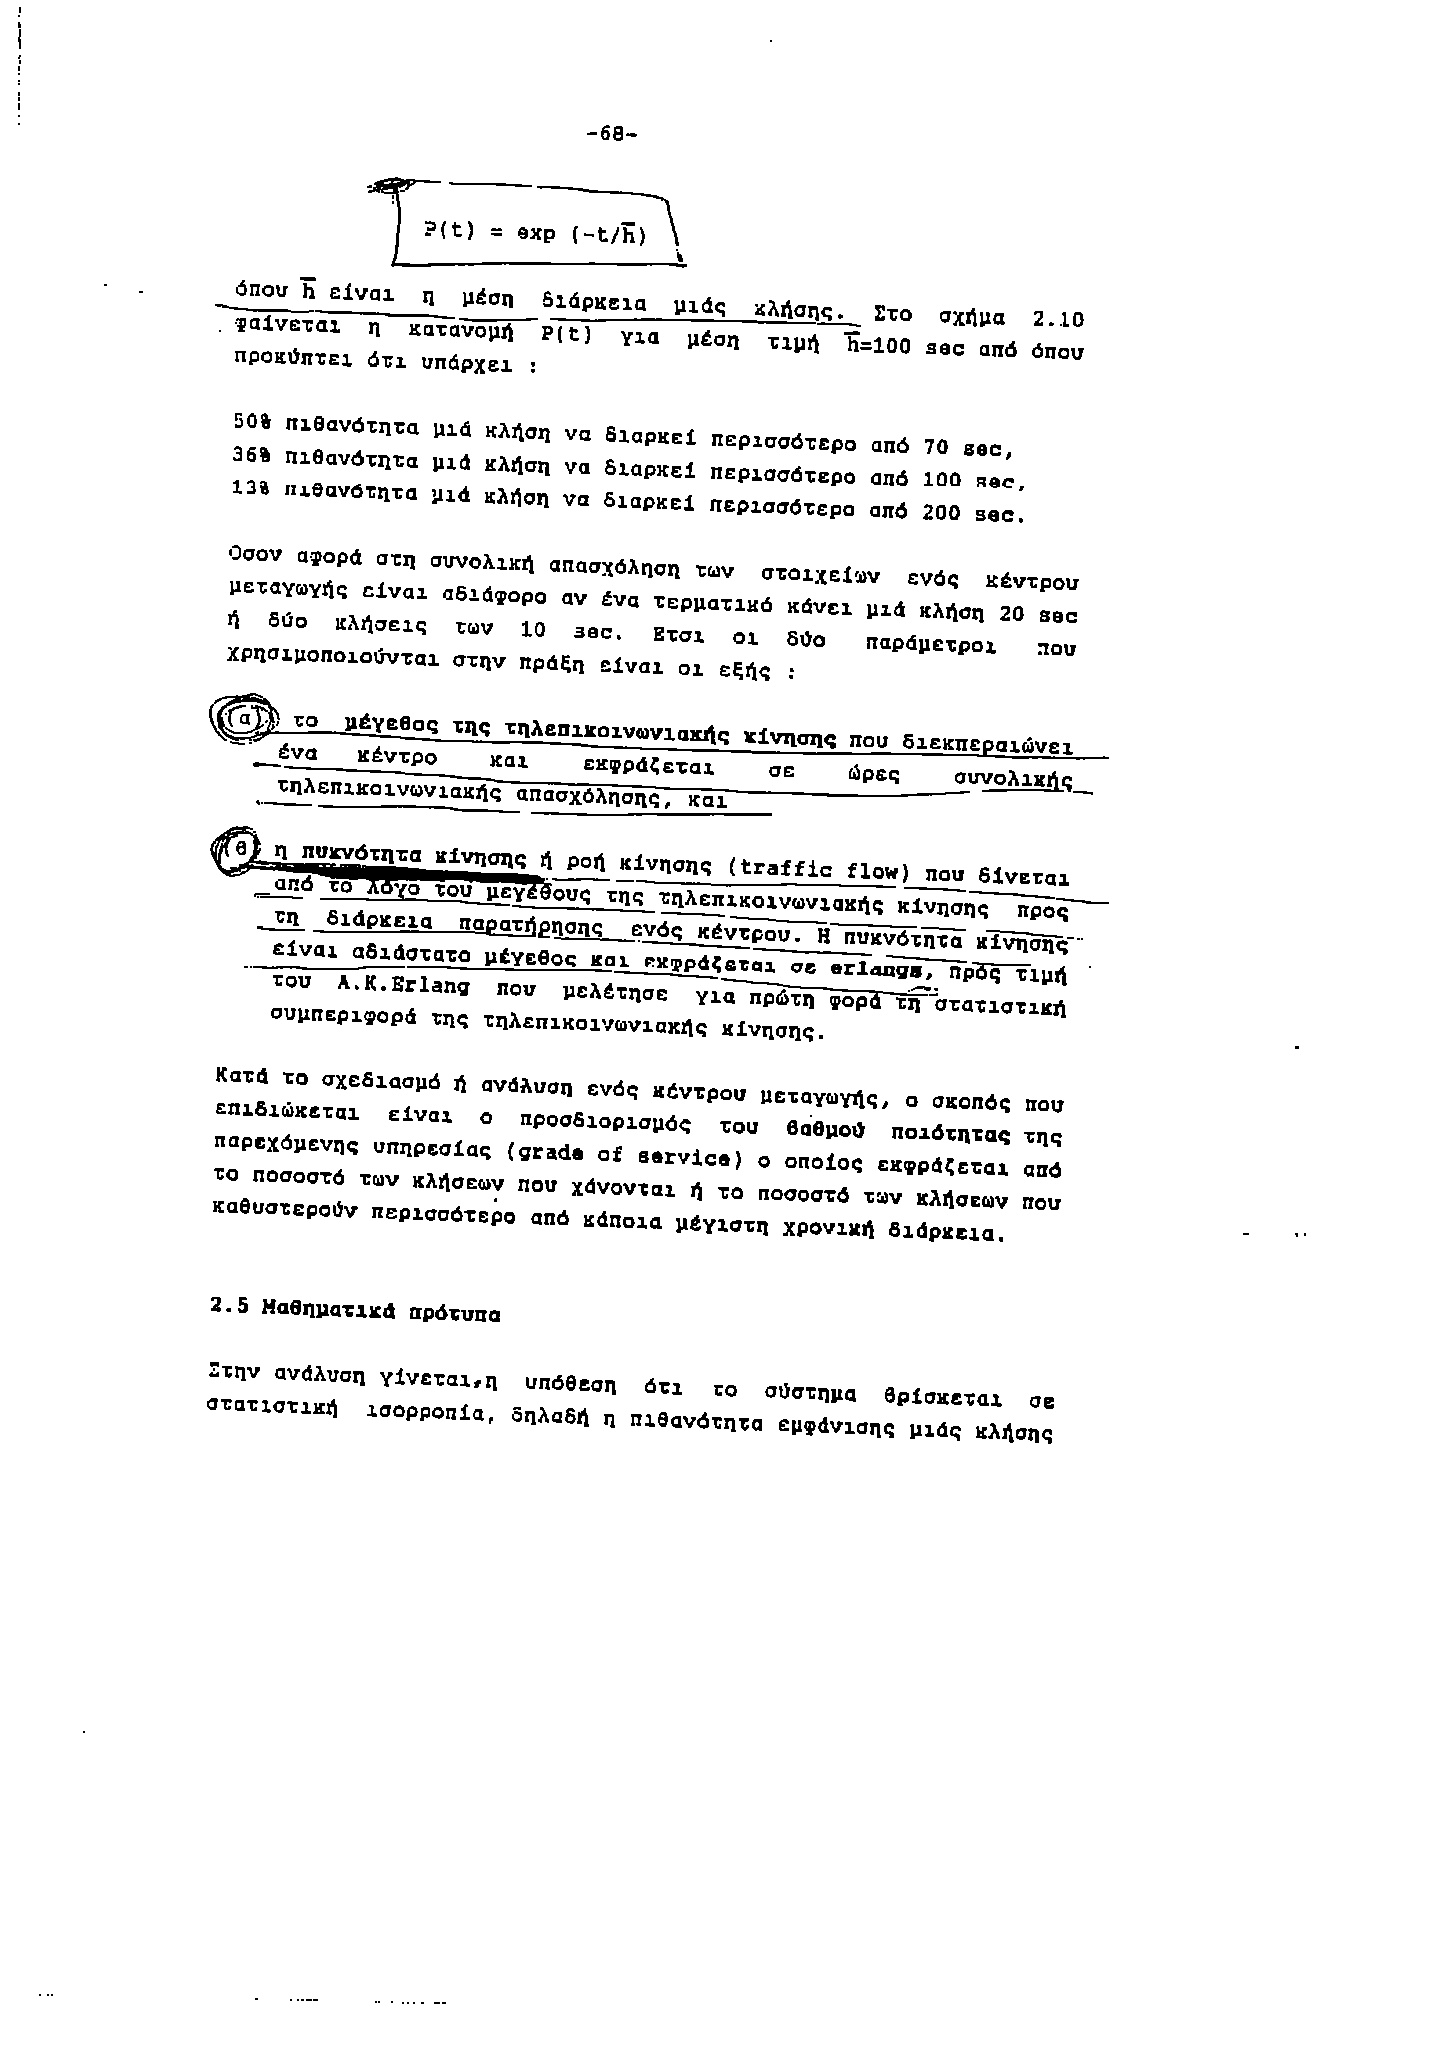 -68-
P(t) = exp (-t/h̅)
όπου h̅ είναι η μέση διάρκεια μιάς κλήσης. Στο σχήμα 2.10
φαίνεται η κατανομή P(t) για μέση τιμή h̅=100 sec από όπου
προκύπτει ότι υπάρχει :
50% πιθανότητα μιά κλήση να διαρκεί περισσότερο από 70 sec,
36% πιθανότητα μιά κλήση να διαρκεί περισσότερο από 100 sec,
13% πιθανότητα μιά κλήση να διαρκεί περισσότερο από 200 sec.
Οσον αφορά στη συνολική απασχόληση των στοιχείων ενός κέντρου
μεταγωγής είναι αδιάφορο αν ένα τερματικό κάνει μιά κλήση 20 sec
ή δύο κλήσεις των 10 sec. Ετσι οι δύο παράμετροι που
χρησιμοποιούνται στην πράξη είναι οι εξής :
(α) το μέγεθος της τηλεπικοινωνιακής κίνησης που διεκπεραιώνει
ένα κέντρο και εκφράζεται σε ώρες συνολικής
τηλεπικοινωνιακής απασχόλησης, και
(β) η πυκνότητα κίνησης ή ροή κίνησης (traffic flow) που δίνεται
από το λόγο του μεγέθους της τηλεπικοινωνιακής κίνησης προς
τη διάρκεια παρατήρησης ενός κέντρου. Η πυκνότητα κίνησης
είναι αδιάστατο μέγεθος και εκφράζεται σε erlangs, πρός τιμή
του A.K.Erlang που μελέτησε για πρώτη φορά τη στατιστική
συμπεριφορά της τηλεπικοινωνιακής κίνησης.
Κατά το σχεδιασμό ή ανάλυση ενός κέντρου μεταγωγής, ο σκοπός που
επιδιώκεται είναι ο προσδιορισμός του βαθμού ποιότητας της
παρεχόμενης υπηρεσίας (grade of service) ο οποίος εκφράζεται από
το ποσοστό των κλήσεων που χάνονται ή το ποσοστό των κλήσεων που
καθυστερούν περισσότερο από κάποια μέγιστη χρονική διάρκεια.
2.5 Μαθηματικά πρότυπα
Στην ανάλυση γίνεται η υπόθεση ότι το σύστημα βρίσκεται σε
στατιστική ισορροπία, δηλαδή η πιθανότητα εμφάνισης μιάς κλήσης